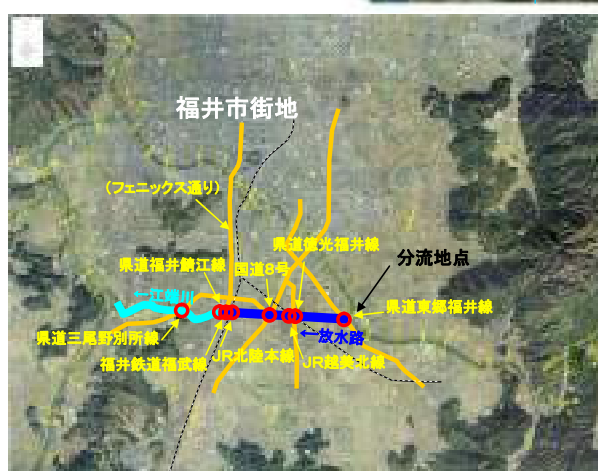 福井市街地
(フェニックス通り)
県道徳光福井線
分流地点
県道福井鯖江線
国道8号
←江端川
県道東郷福井線
県道三尾野別所線
←放水路
福井鉄道福武線
JR北陸本線
JR越美北線